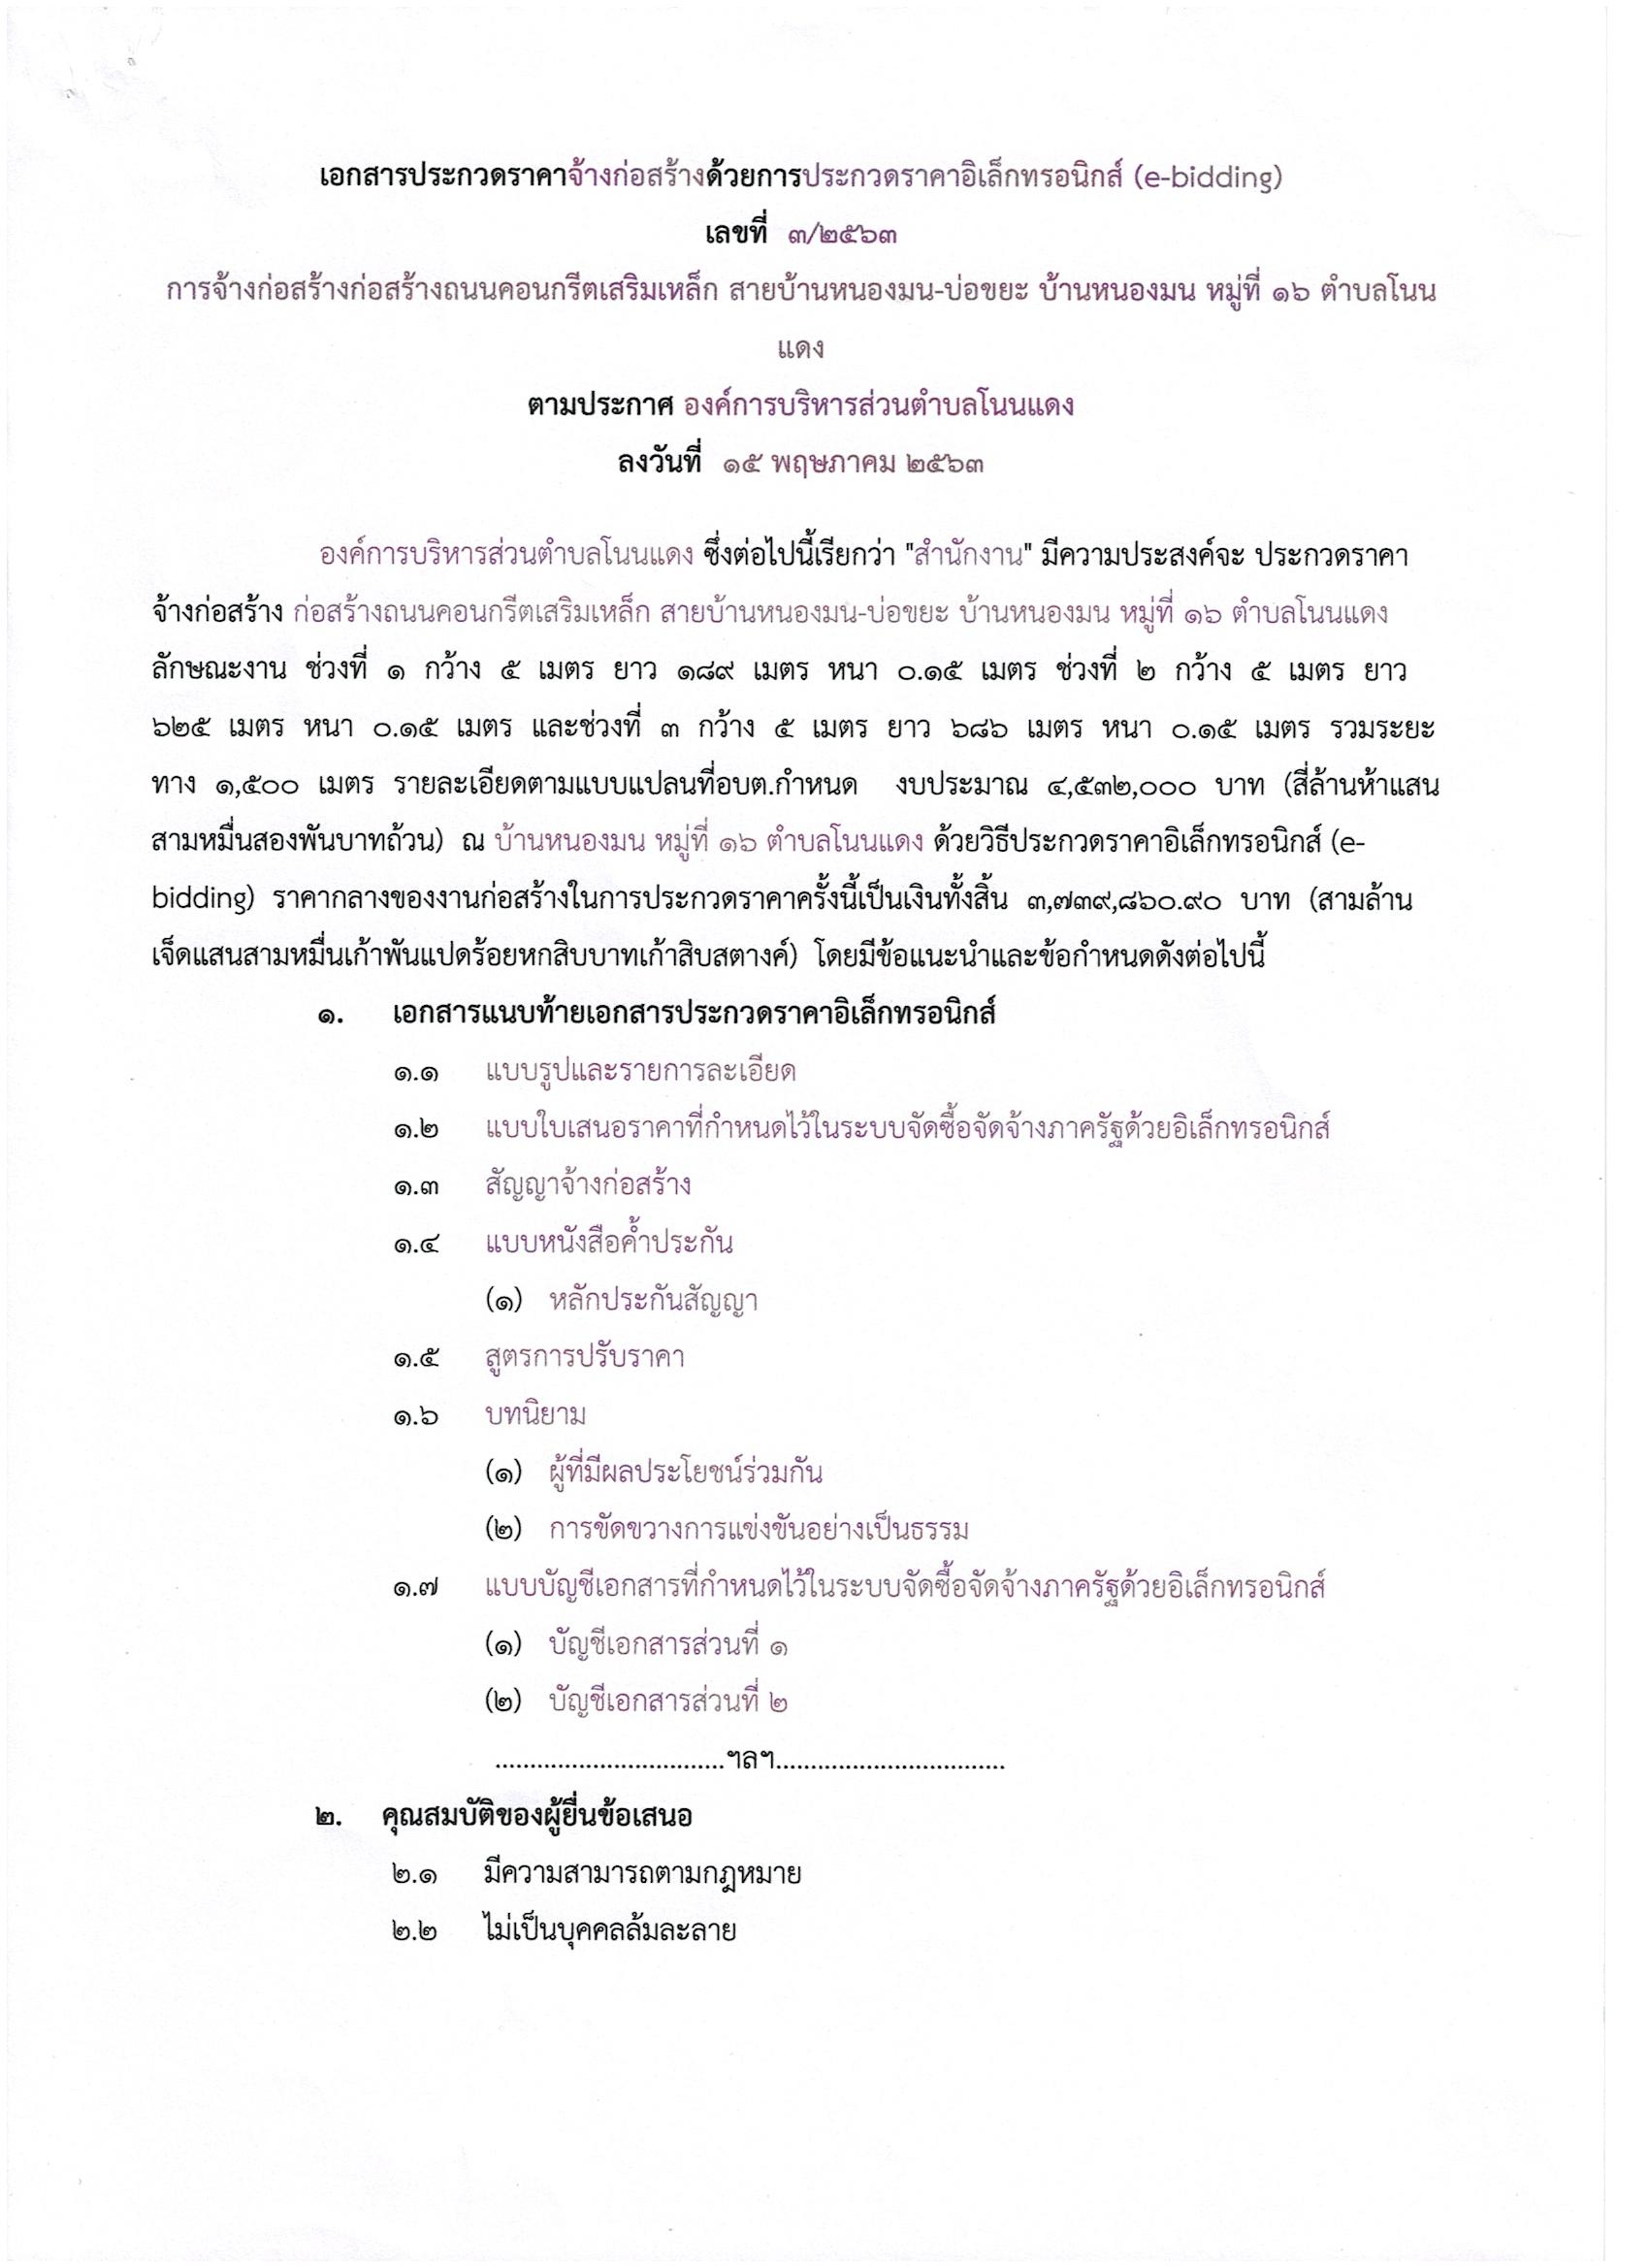 เอกสารประกวดราคาจ้างก่อสร้างด้วยการประกวดราคาอิเล็กทรอนิกส์ (e-bidding)
เลขที่ ๓/๒๕๖๓
การจ้างก่อสร้างก่อสร้างถนนคอนกรีตเสริมเหล็ก สายบ้านหนองมน-บ่อขยะ บ้านหนองมน หมู่ที่ ๑๖ ตำบลโนน
แดง
ตามประกาศ องค์การบริหารส่วนตำบลโนนแดง
ลงวันที่ ๑๕ พฤษภาคม ๒๕๖๓
องค์การบริหารส่วนตำบลโนนแดง ซึ่งต่อไปนี้เรียกว่า "สำนักงาน" มีความประสงค์จะ ประกวดราคา
จ้างก่อสร้าง ก่อสร้างถนนคอนกรีตเสริมเหล็ก สายบ้านหนองมน-บ่อขยะ บ้านหนองมน หมู่ที่ ๑๖ ตำบลโนนแดง
ลักษณะงาน ช่วงที่ ๑ กว้าง ๕ เมตร ยาว ๑๘๙ เมตร หนา ๐.๑๕ เมตร ช่วงที่ ๒ กว้าง ๕ เมตร ยาว
๖๒๕ เมตร หนา ๐.๑๕ เมตร และช่วงที่ ๓ กว้าง ๕ เมตร ยาว ๖๘๖ เมตร หนา ๐.๑๕ เมตร รวมระยะ
ทาง ๑,๕๐๐ เมตร รายละเอียดตามแบบแปลนที่อบต.กำหนด งบประมาณ ๔,๕๓๒,๐๐๐ บาท (สี่ล้านห้าแสน
สามหมื่นสองพันบาทถ้วน) ณ บ้านหนองมน หมู่ที่ ๑๖ ตำบลโนนแดง ด้วยวิธีประกวดราคาอิเล็กทรอนิกส์ (e-
bidding) ราคากลางของงานก่อสร้างในการประกวดราคาครั้งนี้เป็นเงินทั้งสิ้น ๓,๗๓๙,๘๖๐.๙๐ บาท (สามล้าน
เจ็ดแสนสามหมื่นเก้าพันแปดร้อยหกสิบบาทเก้าสิบสตางค์) โดยมีข้อแนะนำและข้อกำหนดดังต่อไปนี้
๑. เอกสารแนบท้ายเอกสารประกวดราคาอิเล็กทรอนิกส์
๑.๑ แบบรูปและรายการละเอียด
๑.๒ แบบใบเสนอราคาที่กำหนดไว้ในระบบจัดซื้อจัดจ้างภาครัฐด้วยอิเล็กทรอนิกส์
๑.๓ สัญญาจ้างก่อสร้าง
๑.๔ แบบหนังสือค้ำประกัน
(๑) หลักประกันสัญญา
๑.๕ สูตรการปรับราคา
๑.๖ บทนิยาม
(๑) ผู้ที่มีผลประโยชน์ร่วมกัน
(๒) การขัดขวางการแข่งขันอย่างเป็นธรรม
๑.๗ แบบบัญชีเอกสารที่กำหนดไว้ในระบบจัดซื้อจัดจ้างภาครัฐด้วยอิเล็กทรอนิกส์
(๑) บัญชีเอกสารส่วนที่ ๑
(๒) บัญชีเอกสารส่วนที่ ๒
.................................ฯลฯ.................................
๒. คุณสมบัติของผู้ยื่นข้อเสนอ
๒.๑ มีความสามารถตามกฎหมาย
๒.๒ ไม่เป็นบุคคลล้มละลาย